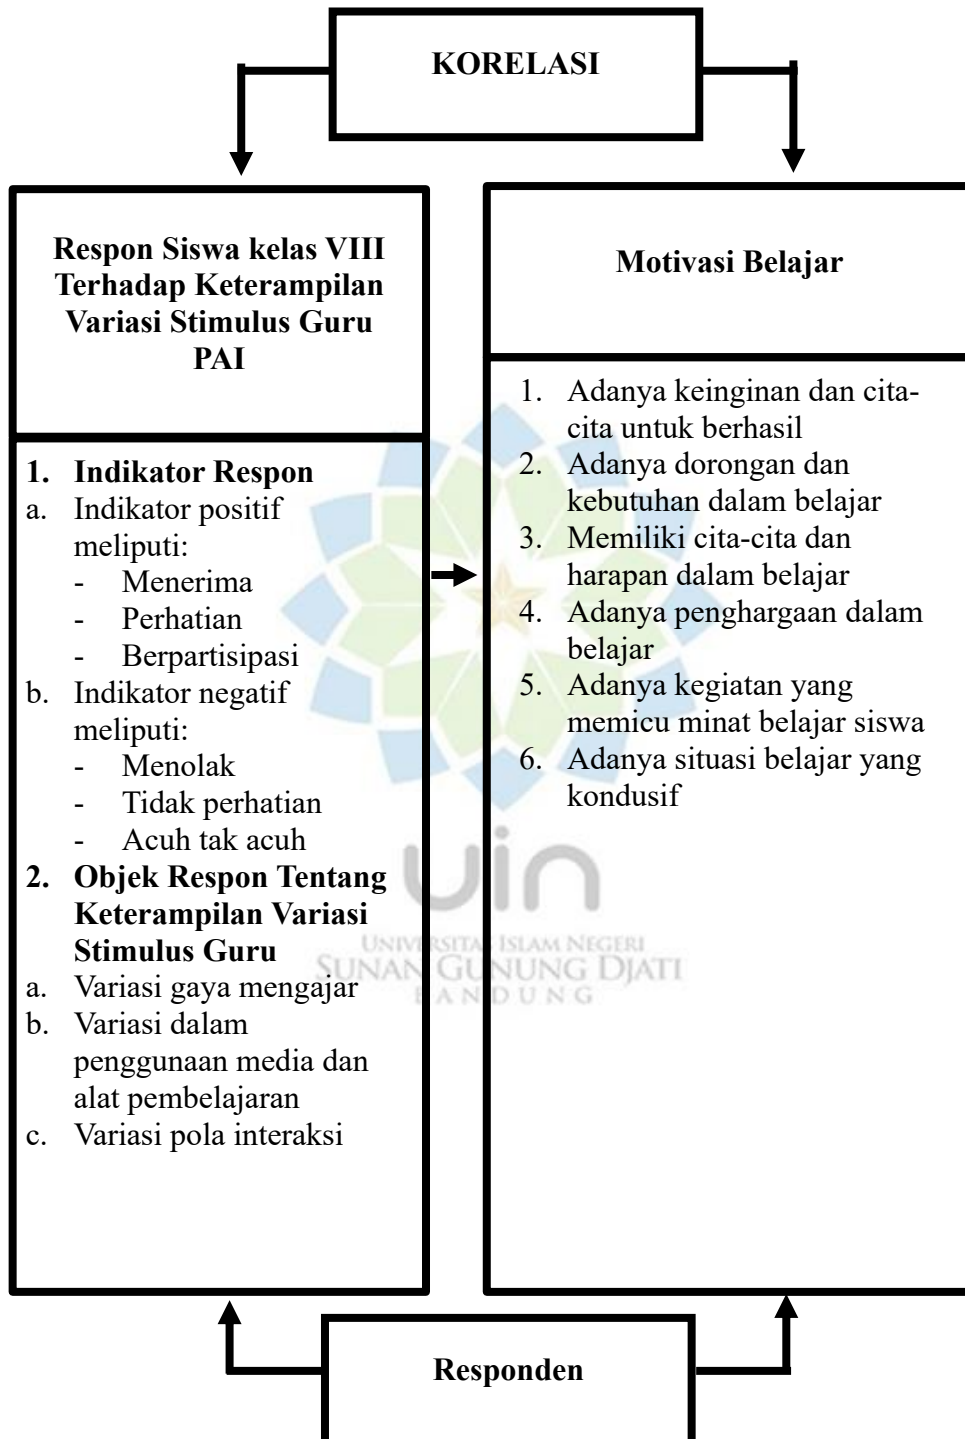 KORELASI
Respon Siswa kelas VIII
Terhadap Keterampilan
Variasi Stimulus Guru
PAI
1. Indikator Respon
a. Indikator positif
meliputi:
- Menerima
- Perhatian
- Berpartisipasi
b. Indikator negatif
meliputi:
- Menolak
- Tidak perhatian
- Acuh tak acuh
2. Objek Respon Tentang
Keterampilan Variasi
Stimulus Guru
a. Variasi gaya mengajar
b. Variasi dalam
penggunaan media dan
alat pembelajaran
c. Variasi pola interaksi
Motivasi Belajar
1. Adanya keinginan dan cita-
cita untuk berhasil
2. Adanya dorongan dan
kebutuhan dalam belajar
3. Memiliki cita-cita dan
harapan dalam belajar
4. Adanya penghargaan dalam
belajar
5. Adanya kegiatan yang
memicu minat belajar siswa
6. Adanya situasi belajar yang
kondusif
uin
UNIVERSITAS ISLAM NEGERI
SUNAN GUNUNG DJATI
BANDUNG
Responden